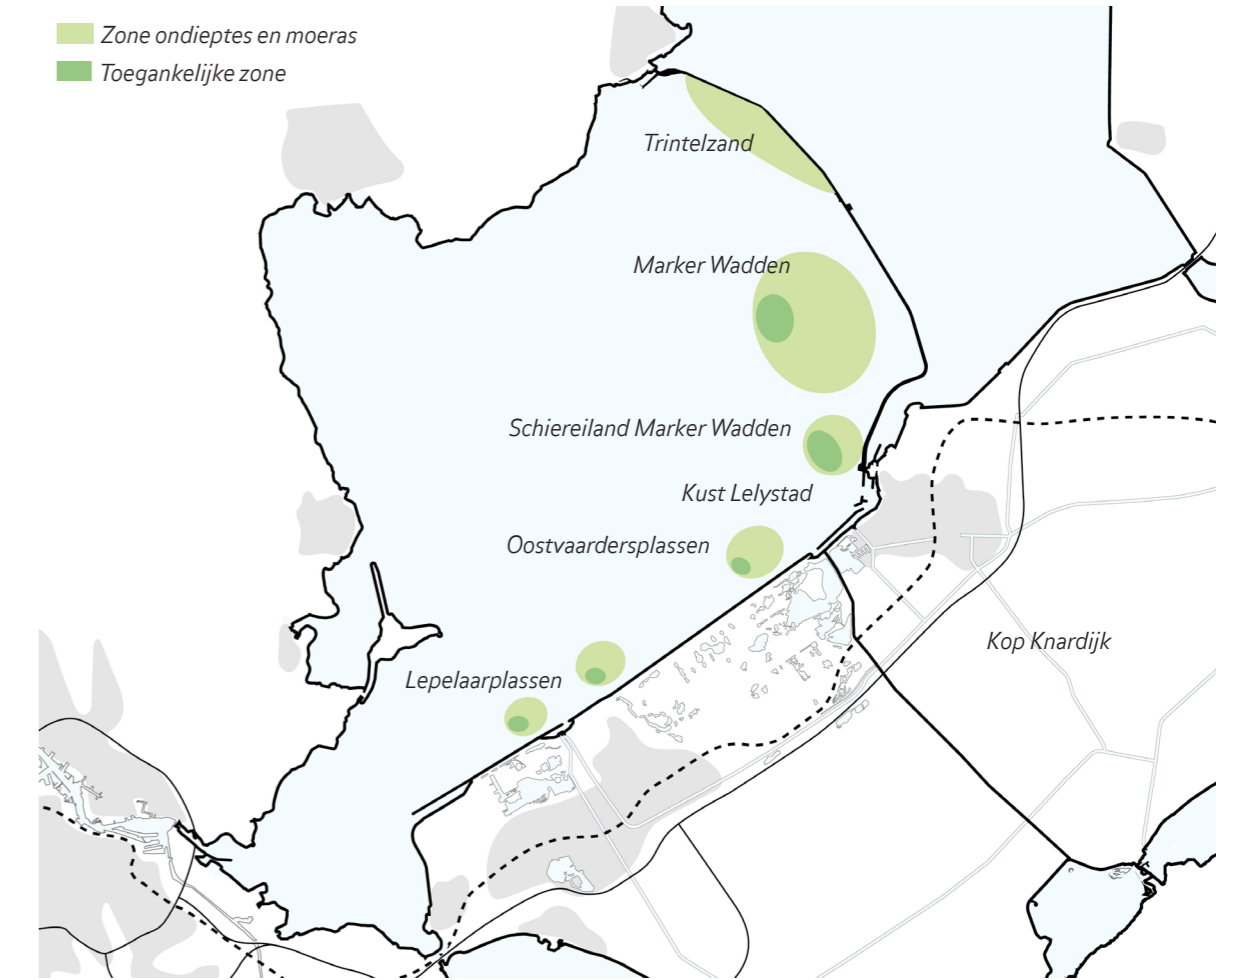 Zone ondieptes en moeras
Toegankelijke zone
Trintelzand
Marker Wadden
Schiereiland Marker Wadden
Kust Lelystad
Oostvaardersplassen
Kop Knardijk
Lepelaarplassen